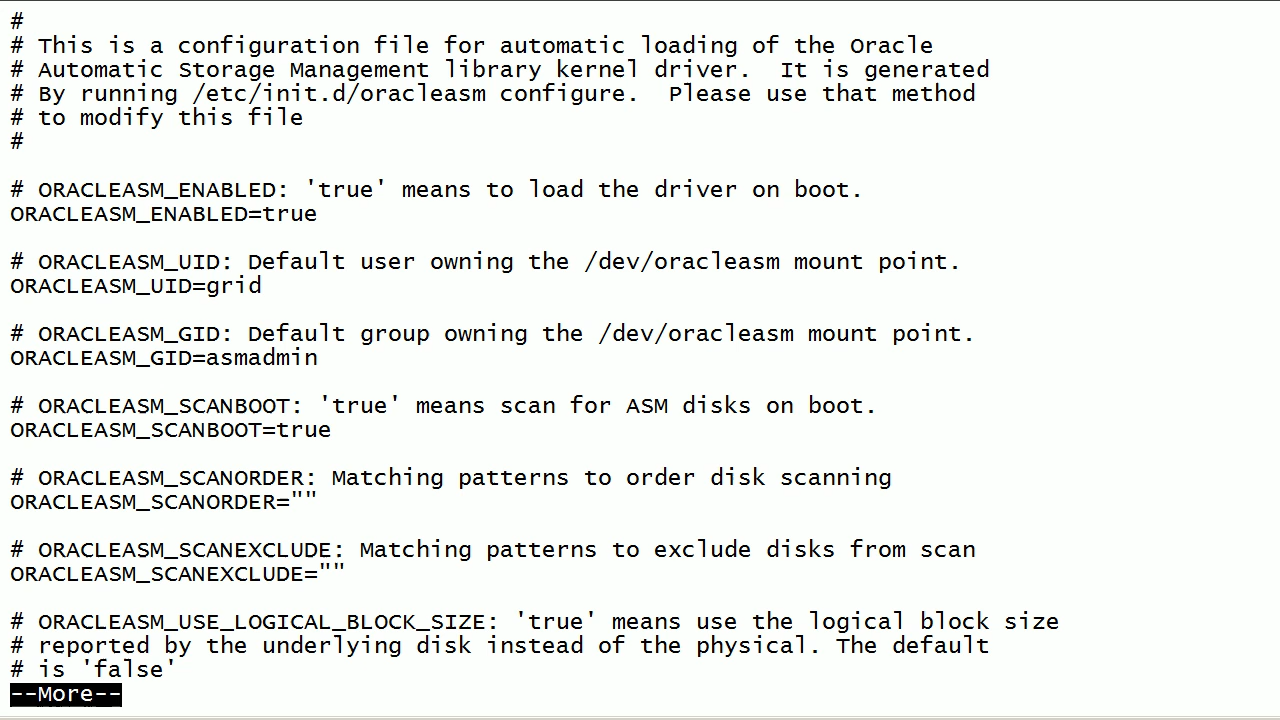 #
# This is a configuration file for automatic loading of the Oracle
# Automatic Storage Management library kernel driver.  It is generated
# By running /etc/init.d/oracleasm configure.  Please use that method
# to modify this file
#
# ORACLEASM_ENABLED: 'true' means to load the driver on boot.
ORACLEASM_ENABLED=true
# ORACLEASM_UID: Default user owning the /dev/oracleasm mount point.
ORACLEASM_UID=grid
# ORACLEASM_GID: Default group owning the /dev/oracleasm mount point.
ORACLEASM_GID=asmadmin
# ORACLEASM_SCANBOOT: 'true' means scan for ASM disks on boot.
ORACLEASM_SCANBOOT=true
# ORACLEASM_SCANORDER: Matching patterns to order disk scanning
ORACLEASM_SCANORDER=""
# ORACLEASM_SCANEXCLUDE: Matching patterns to exclude disks from scan
ORACLEASM_SCANEXCLUDE=""
# ORACLEASM_USE_LOGICAL_BLOCK_SIZE: 'true' means use the logical block size
# reported by the underlying disk instead of the physical. The default
# is 'false'
--More--